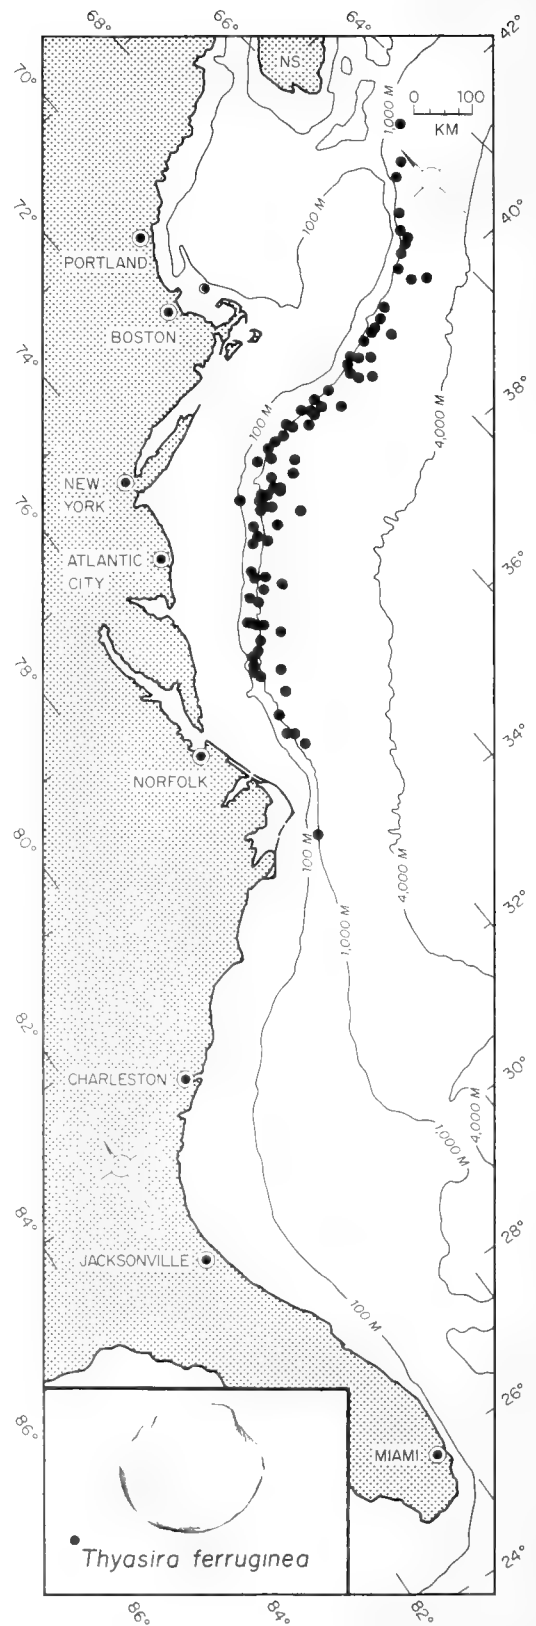 68°
66°
64°
42°
70°
NS
0 100
KM
1,000 M
72°
100 M
40°
PORTLAND
BOSTON
74°
38°
100 M
4,000 M
NEW
YORK
76°
ATLANTIC
CITY
36°
78°
34°
NORFOLK
80°
100 M
4,000 M
1,000 M
32°
82°
30°
CHARLESTON
4,000 M
1,000 M
84°
28°
JACKSONVILLE
100 M
26°
86°
MIAMI
Thyasira ferruginea
24°
86°
84°
82°